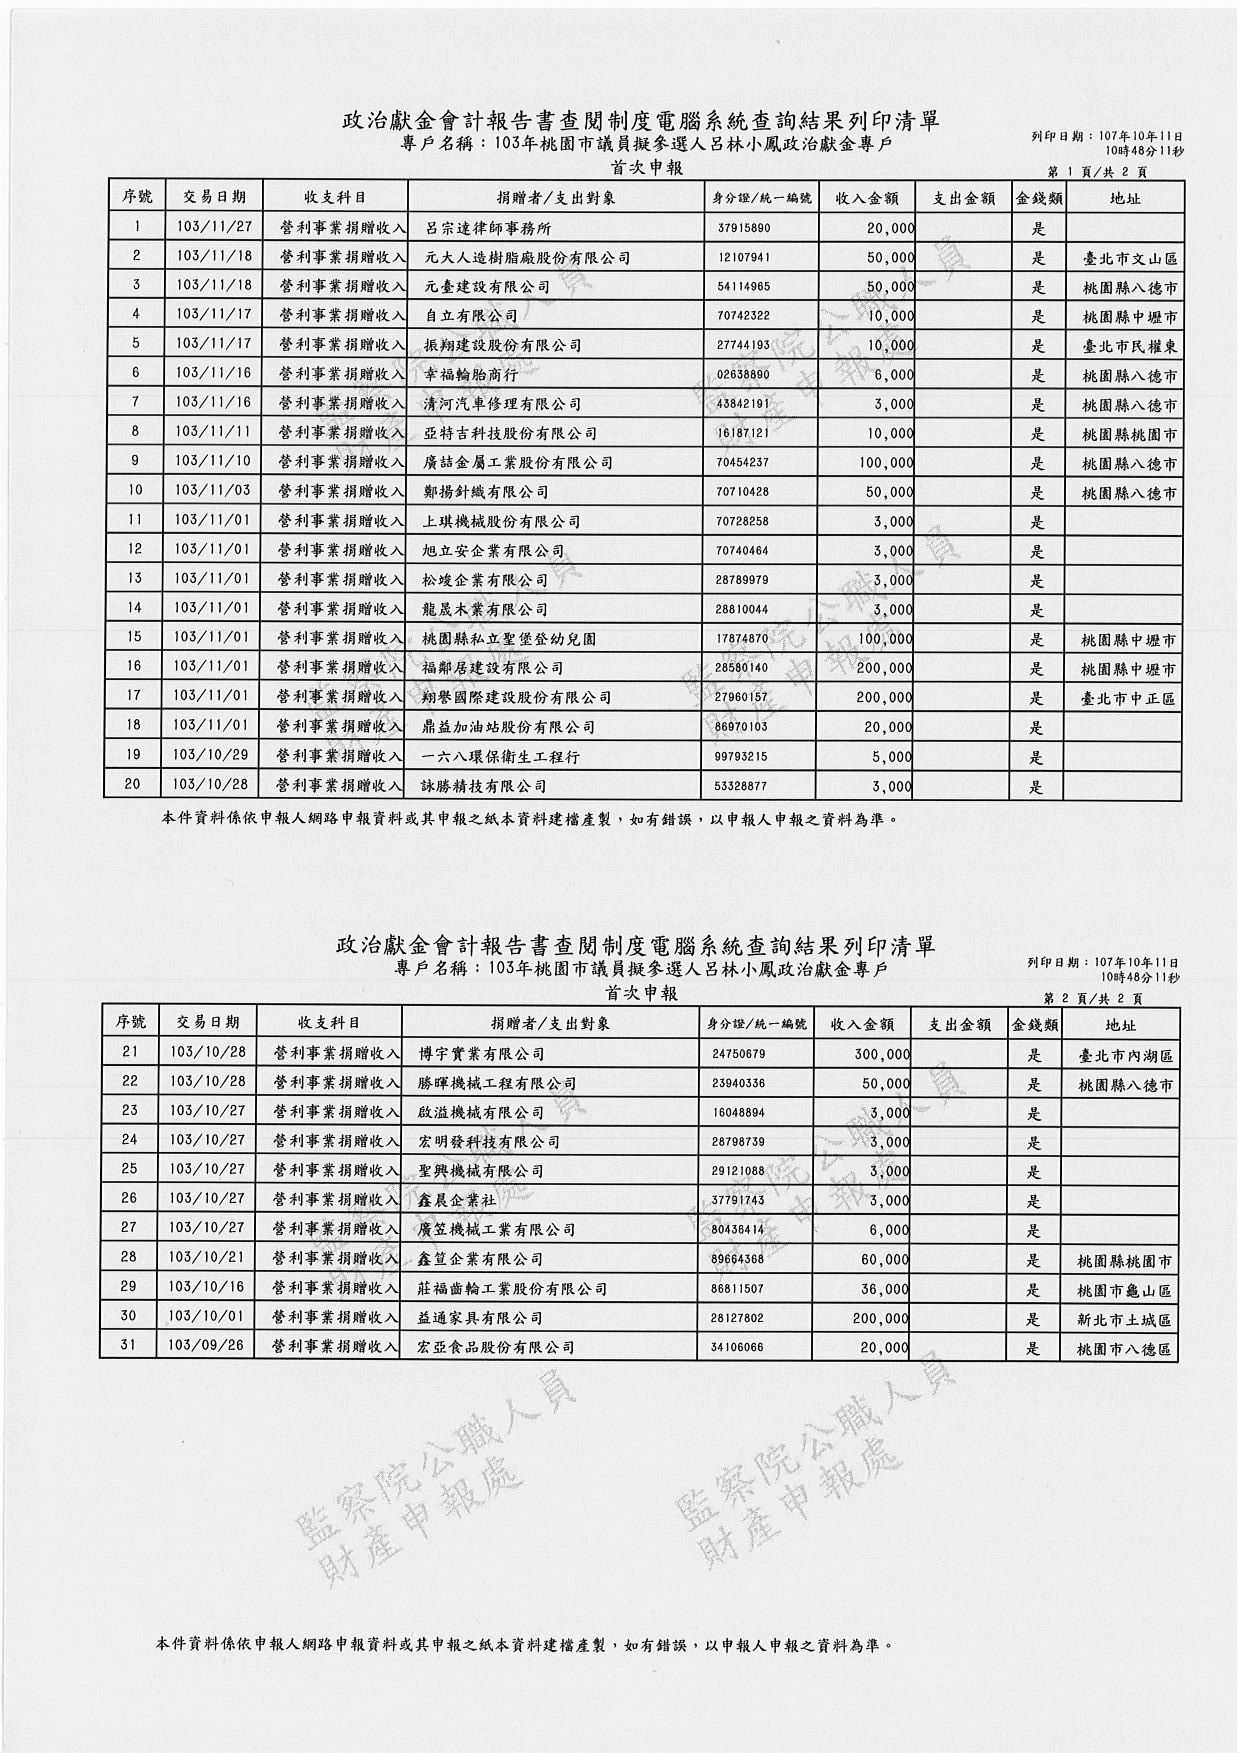 政治獻金會計報告書查閱制度電腦系統查詢結果列印清單
專戶名稱：103年桃園市議員擬參選人呂林小鳳政治獻金專戶
列印日期：107年10年11日
10時48分11秒
首次申報
第 1 頁/共 2 頁
序號 交易日期 收支科目 捐贈者/支出對象 身分證/統一編號 收入金額 支出金額 金錢類 地址
1 103/11/27 營利事業捐贈收入 呂宗達律師事務所 37915890 20,000 是
2 103/11/18 營利事業捐贈收入 元大人造樹脂廠股份有限公司 12107941 50,000 是 臺北市文山區
3 103/11/18 營利事業捐贈收入 元臺建設有限公司 54114965 50,000 是 桃園縣八德市
4 103/11/17 營利事業捐贈收入 自立有限公司 70742322 10,000 是 桃園縣中壢市
5 103/11/17 營利事業捐贈收入 振翔建設股份有限公司 27744193 10,000 是 臺北市民權東
6 103/11/16 營利事業捐贈收入 幸福輪胎商行 02638890 6,000 是 桃園縣八德市
7 103/11/16 營利事業捐贈收入 清河汽車修理有限公司 43842191 3,000 是 桃園縣八德市
8 103/11/11 營利事業捐贈收入 亞特吉科技股份有限公司 16187121 10,000 是 桃園縣桃園市
9 103/11/10 營利事業捐贈收入 廣喆金屬工業股份有限公司 70454237 100,000 是 桃園縣八德市
10 103/11/03 營利事業捐贈收入 鄭揚針織有限公司 70710428 50,000 是 桃園縣八德市
11 103/11/01 營利事業捐贈收入 上琪機械股份有限公司 70728258 3,000 是
12 103/11/01 營利事業捐贈收入 旭立安企業有限公司 70740464 3,000 是
13 103/11/01 營利事業捐贈收入 松竣企業有限公司 28789979 3,000 是
14 103/11/01 營利事業捐贈收入 龍晟木業有限公司 28810044 3,000 是
15 103/11/01 營利事業捐贈收入 桃園縣私立聖堡登幼兒園 17874870 100,000 是 桃園縣中壢市
16 103/11/01 營利事業捐贈收入 福鄰居建設有限公司 28580140 200,000 是 桃園縣中壢市
17 103/11/01 營利事業捐贈收入 翔譽國際建設股份有限公司 27960157 200,000 是 臺北市中正區
18 103/11/01 營利事業捐贈收入 鼎益加油站股份有限公司 86970103 20,000 是
19 103/10/29 營利事業捐贈收入 一六八環保衛生工程行 99793215 5,000 是
20 103/10/28 營利事業捐贈收入 詠勝精技有限公司 53328877 3,000 是
本件資料係依申報人網路申報資料或其申報之紙本資料建檔產製，如有錯誤，以申報人申報之資料為準。
政治獻金會計報告書查閱制度電腦系統查詢結果列印清單
專戶名稱：103年桃園市議員擬參選人呂林小鳳政治獻金專戶
列印日期：107年10年11日
10時48分11秒
首次申報
第 2 頁/共 2 頁
序號 交易日期 收支科目 捐贈者/支出對象 身分證/統一編號 收入金額 支出金額 金錢類 地址
21 103/10/28 營利事業捐贈收入 博宇實業有限公司 24750679 300,000 是 臺北市內湖區
22 103/10/28 營利事業捐贈收入 勝暉機械工程有限公司 23940336 50,000 是 桃園縣八德市
23 103/10/27 營利事業捐贈收入 啟溢機械有限公司 16048894 3,000 是
24 103/10/27 營利事業捐贈收入 宏明發科技有限公司 28798739 3,000 是
25 103/10/27 營利事業捐贈收入 聖興機械有限公司 29121088 3,000 是
26 103/10/27 營利事業捐贈收入 鑫晨企業社 37791743 3,000 是
27 103/10/27 營利事業捐贈收入 廣笠機械工業有限公司 80436414 6,000 是
28 103/10/21 營利事業捐贈收入 鑫笪企業有限公司 89664368 60,000 是 桃園縣桃園市
29 103/10/16 營利事業捐贈收入 莊福齒輪工業股份有限公司 86811507 36,000 是 桃園市龜山區
30 103/10/01 營利事業捐贈收入 益通家具有限公司 28127802 200,000 是 新北市土城區
31 103/09/26 營利事業捐贈收入 宏亞食品股份有限公司 34106066 20,000 是 桃園市八德區
監察院公職人員
財產申報處
監察院公職人員
財產申報處
本件資料係依申報人網路申報資料或其申報之紙本資料建檔產製，如有錯誤，以申報人申報之資料為準。